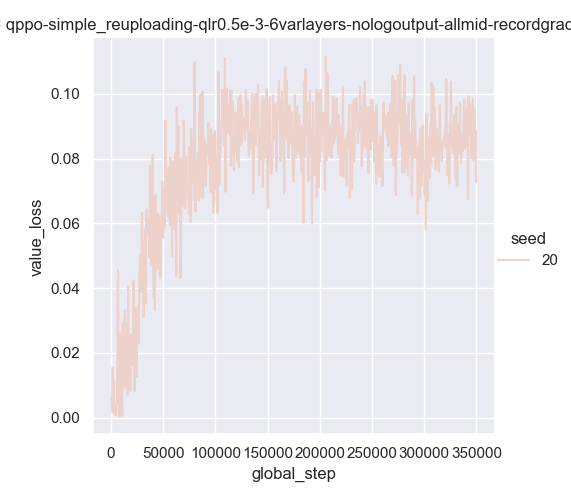 qppo-simple_reuploading-qlr0.5e-3-6varlayers-nologoutput-allmid-recordgrad
0.10
0.08
0.06
0.04
0.02
0.00
value_loss
0 50000 100000 150000 200000 250000 300000 350000
global_step
seed
20